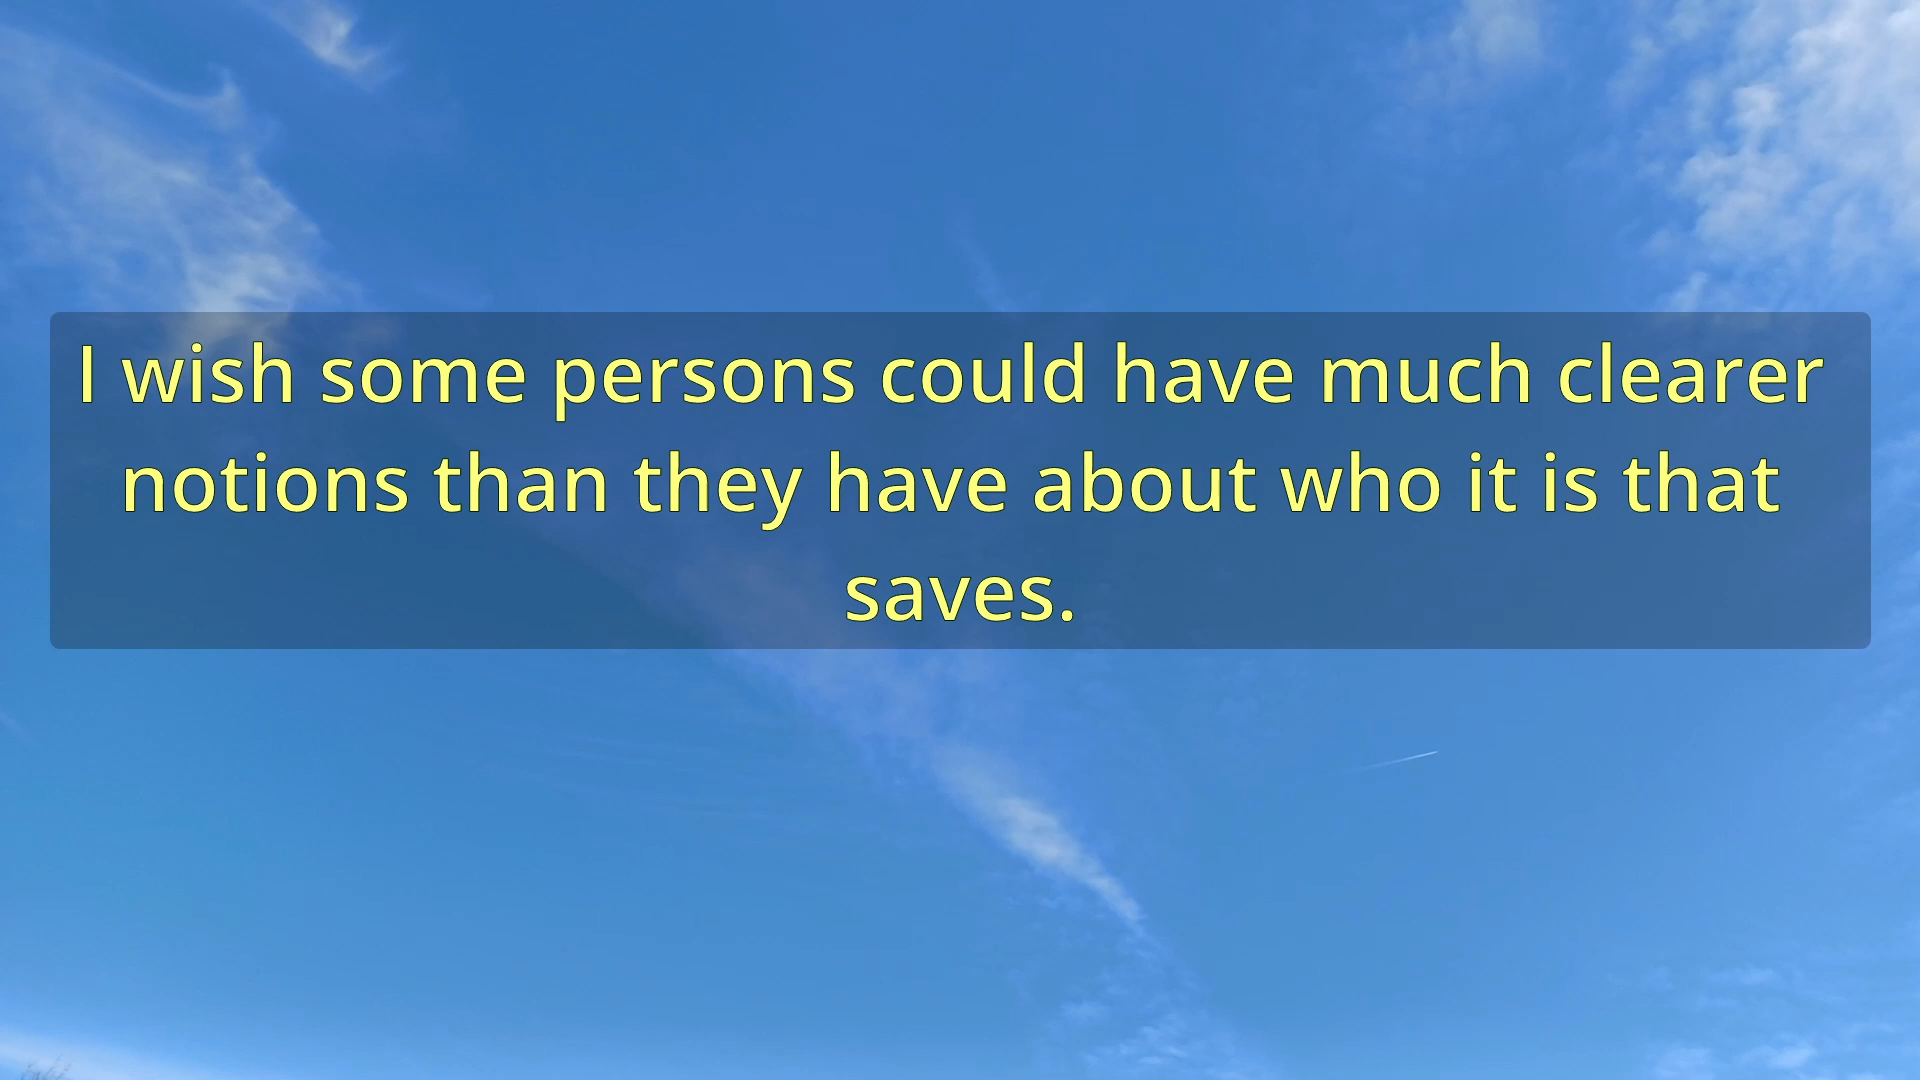 I wish some persons could have much clearer
notions than they have about who it is that
saves.